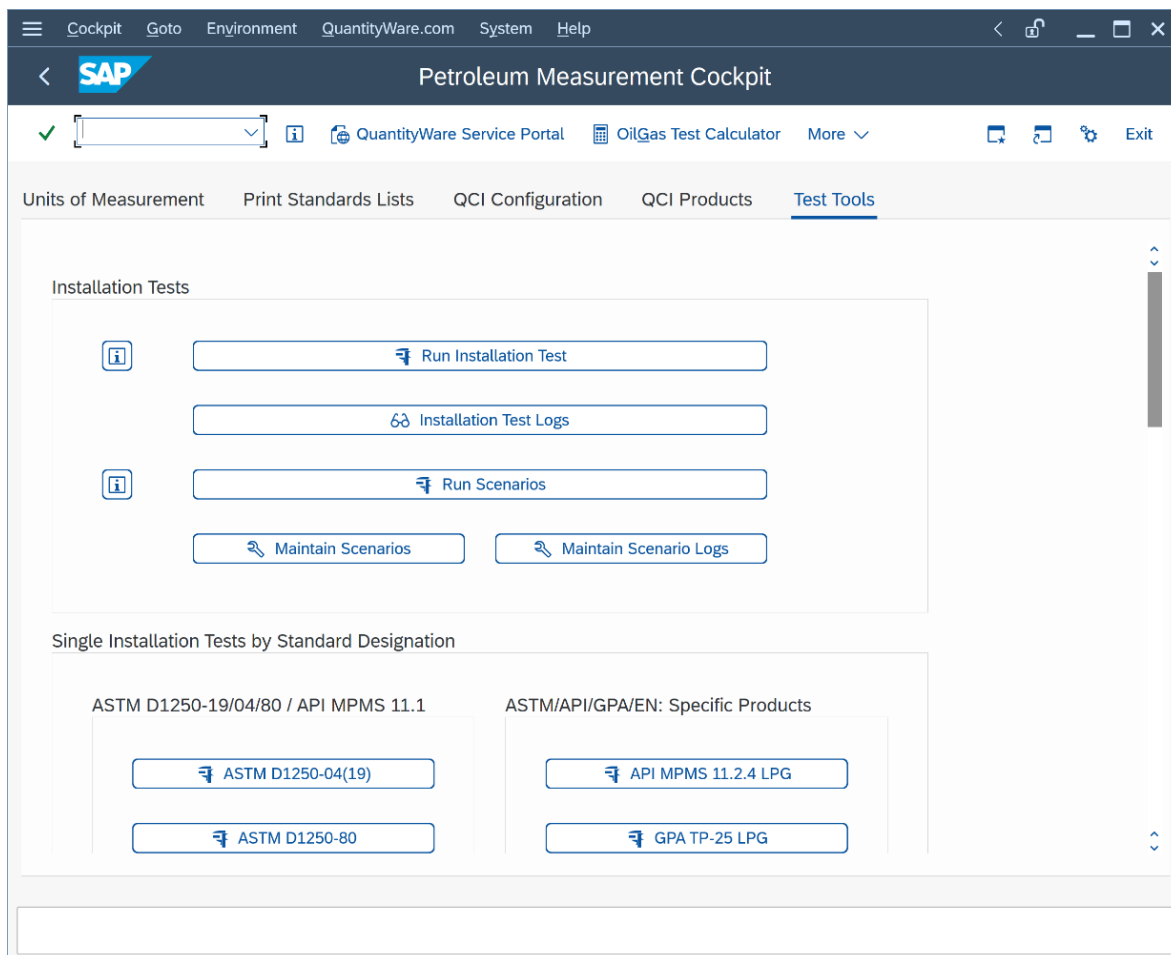 Cockpit Goto Environment QuantityWare.com System Help
SAP Petroleum Measurement Cockpit
QuantityWare Service Portal OilGas Test Calculator More Exit
Units of Measurement Print Standards Lists QCI Configuration QCI Products Test Tools
Installation Tests
Run Installation Test
Installation Test Logs
Run Scenarios
Maintain Scenarios Maintain Scenario Logs
Single Installation Tests by Standard Designation
ASTM D1250-19/04/80 / API MPMS 11.1 ASTM/API/GPA/EN: Specific Products
ASTM D1250-04(19) API MPMS 11.2.4 LPG
ASTM D1250-80 GPA TP-25 LPG